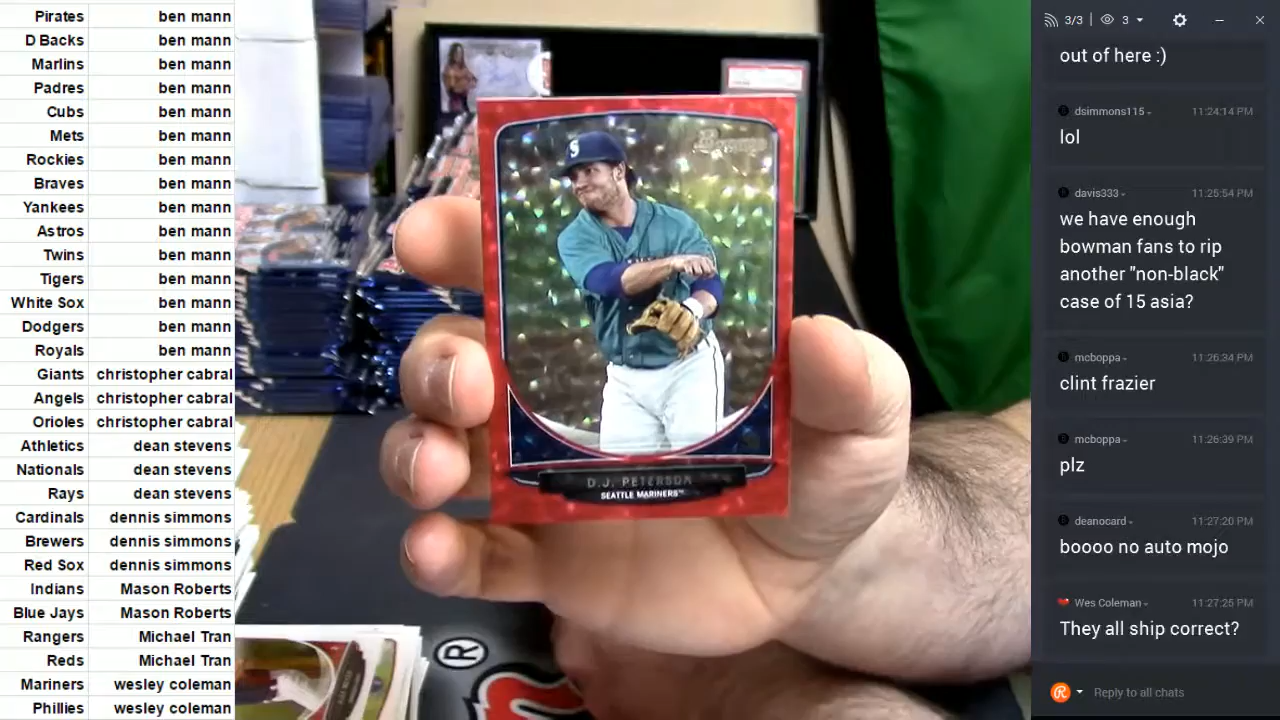 Pirates ben mann
D Backs ben mann
Marlins ben mann
Padres ben mann
Cubs ben mann
Mets ben mann
Rockies ben mann
Braves ben mann
Yankees ben mann
Astros ben mann
Twins ben mann
Tigers ben mann
White Sox ben mann
Dodgers ben mann
Royals ben mann
Giants christopher cabral
Angels christopher cabral
Orioles christopher cabral
Athletics dean stevens
Nationals dean stevens
Rays dean stevens
Cardinals dennis simmons
Brewers dennis simmons
Red Sox dennis simmons
Indians Mason Roberts
Blue Jays Mason Roberts
Rangers Michael Tran
Reds Michael Tran
Mariners wesley coleman
Phillies wesley coleman
S
Bowman
D.J. PETERSON
SEATTLE MARINERS™
®
3/3 3
out of here :)
dsimmons115 11:24:14 PM
lol
davis333 11:25:54 PM
we have enough
bowman fans to rip
another "non-black"
case of 15 asia?
mcboppa 11:26:34 PM
clint frazier
mcboppa 11:26:39 PM
plz
deanocard 11:27:20 PM
boooo no auto mojo
Wes Coleman 11:27:25 PM
They all ship correct?
Reply to all chats